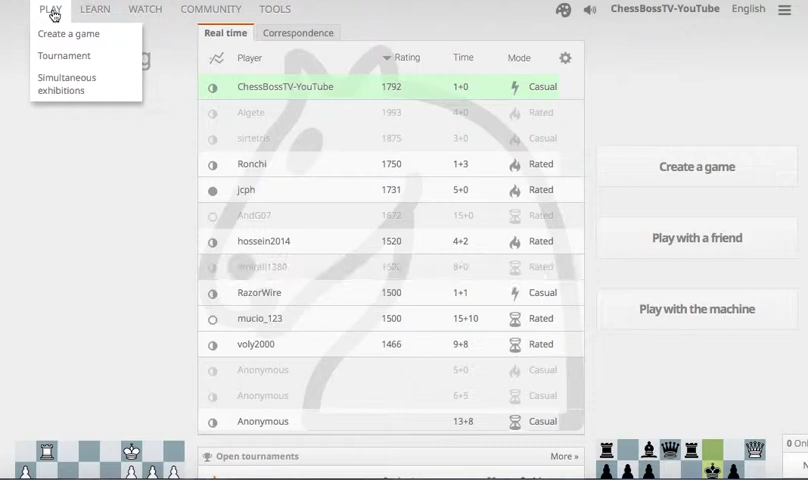 PLAY LEARN WATCH COMMUNITY TOOLS ChessBossTV-YouTube English
Create a game
Tournament
Simultaneous
exhibitions
g
Real time Correspondence
Player Rating Time Mode
ChessBossTV-YouTube 1792 1+0 Casual
Algete 1993 4+0 Rated
sirtetris 1875 3+0 Casual
Ronchi 1750 1+3 Rated
jcph 1731 5+0 Rated
AndG07 1672 15+0 Rated
hossein2014 1520 4+2 Rated
1500 8+0 Rated
RazorWire 1500 1+1 Casual
mucio_123 1500 15+10 Rated
voly2000 1466 9+8 Rated
Anonymous 5+0 Casual
Anonymous 6+5 Casual
Anonymous 13+8 Casual
Open tournaments More »
Create a game
Play with a friend
Play with the machine
0 Onl